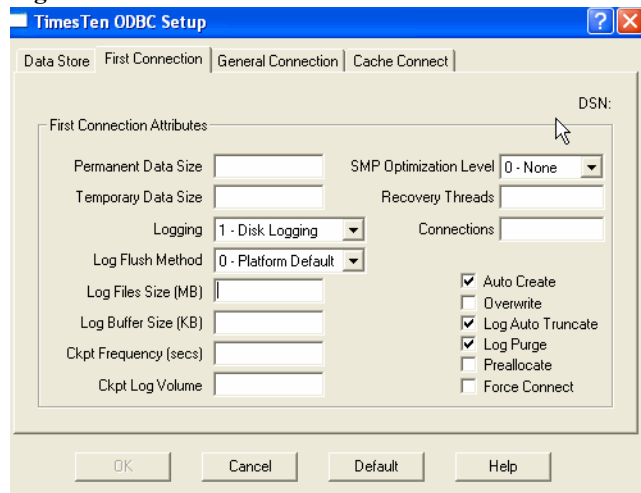 TimesTen ODBC Setup
Data Store First Connection General Connection Cache Connect
DSN:
First Connection Attributes
Permanent Data Size
Temporary Data Size
Logging 1 - Disk Logging
Log Flush Method 0 - Platform Default
Log Files Size (MB)
Log Buffer Size (KB)
Ckpt Frequency (secs)
Ckpt Log Volume
SMP Optimization Level 0 - None
Recovery Threads
Connections
Auto Create
Overwrite
Log Auto Truncate
Log Purge
Preallocate
Force Connect
OK Cancel Default Help